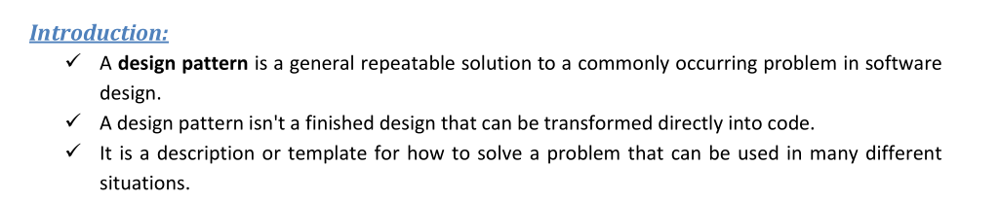 Introduction:
✓ A design pattern is a general repeatable solution to a commonly occurring problem in software
design.
✓ A design pattern isn't a finished design that can be transformed directly into code.
✓ It is a description or template for how to solve a problem that can be used in many different
situations.